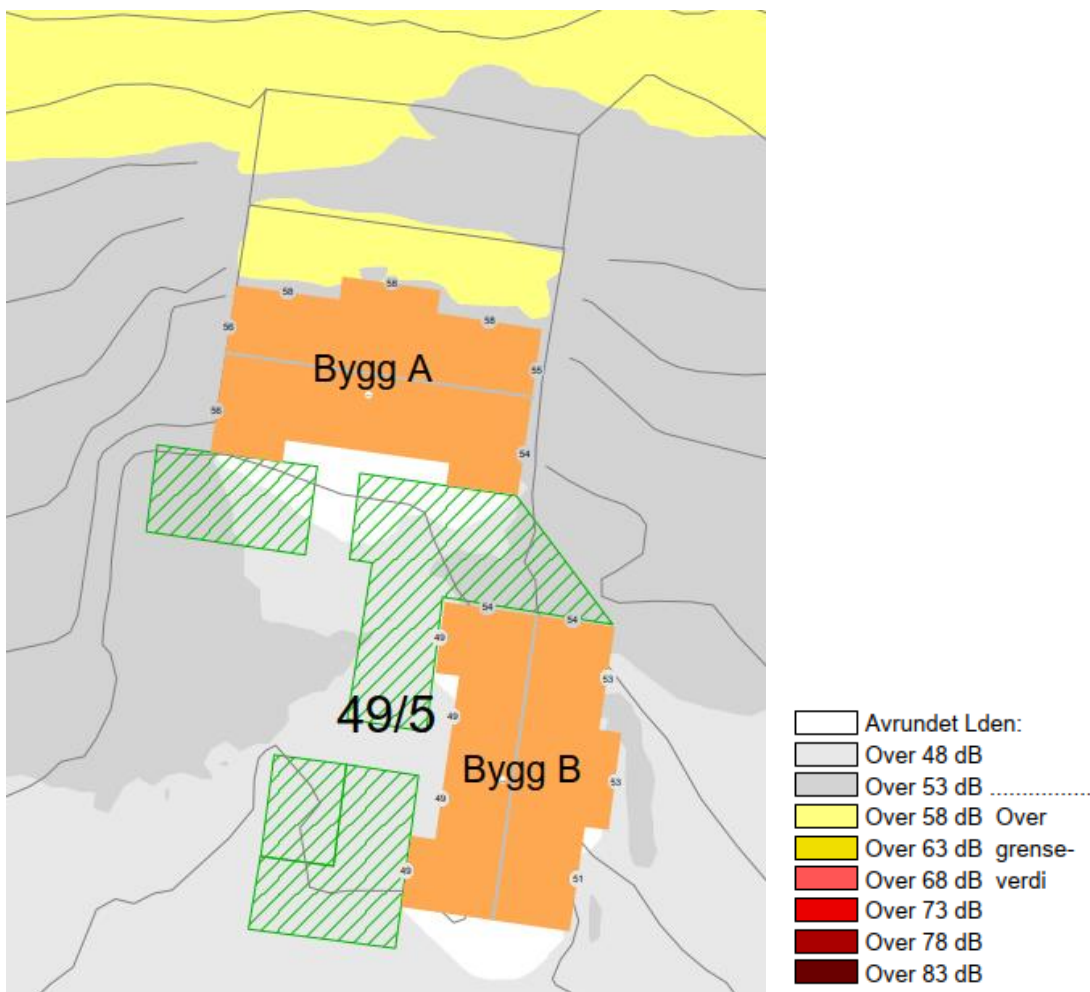 58
58
58
56
Bygg A
55
56
54
54
54
49
53
49/5
49
Bygg B
49
53
49
51
Avrundet Lden:
Over 48 dB
Over 53 dB ................
Over 58 dB Over
Over 63 dB grense-
Over 68 dB verdi
Over 73 dB
Over 78 dB
Over 83 dB